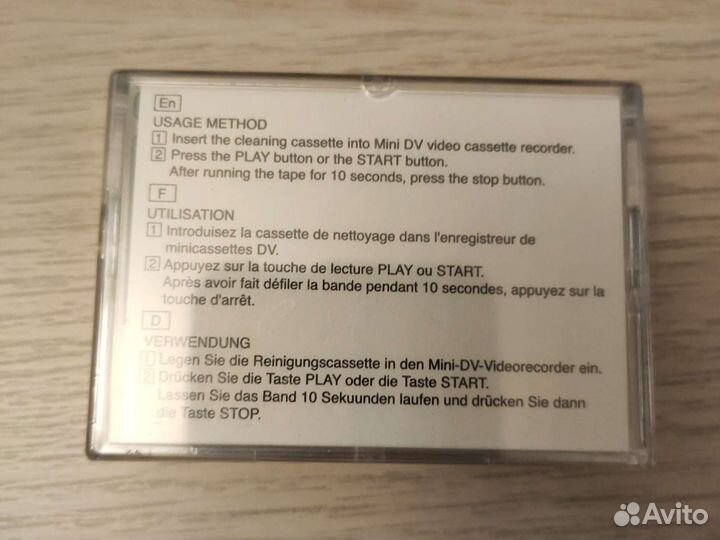 En
USAGE METHOD
1 Insert the cleaning cassette into Mini DV video cassette recorder.
2 Press the PLAY button or the START button.
After running the tape for 10 seconds, press the stop button.
F
UTILISATION
1 Introduisez la cassette de nettoyage dans l'enregistreur de
minicassettes DV.
2 Appuyez sur la touche de lecture PLAY ou START.
Après avoir fait défiler la bande pendant 10 secondes, appuyez sur la
touche d'arrêt.
D
VERWENDUNG
1 Legen Sie die Reinigungscassette in den Mini-DV-Videorecorder ein.
2 Drücken Sie die Taste PLAY oder die Taste START.
Lassen Sie das Band 10 Sekuunden laufen und drücken Sie dann
die Taste STOP.
Avito